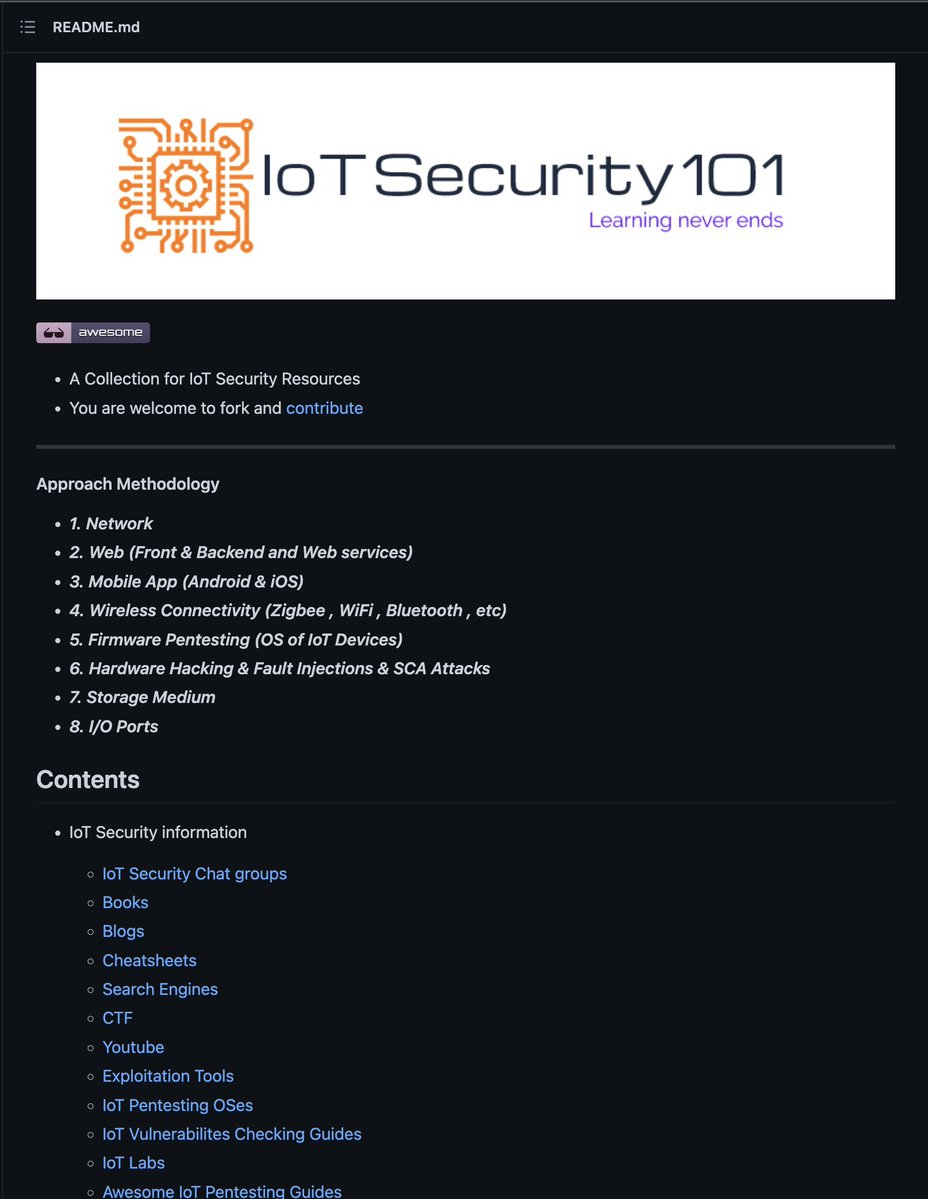 README.md
IoT Security 101
Learning never ends
awesome
A Collection for IoT Security Resources
You are welcome to fork and contribute
Approach Methodology
1. Network
2. Web (Front & Backend and Web services)
3. Mobile App (Android & iOS)
4. Wireless Connectivity (Zigbee , WiFi , Bluetooth , etc)
5. Firmware Pentesting (OS of IoT Devices)
6. Hardware Hacking & Fault Injections & SCA Attacks
7. Storage Medium
8. I/O Ports
Contents
IoT Security information
IoT Security Chat groups
Books
Blogs
Cheatsheets
Search Engines
CTF
Youtube
Exploitation Tools
IoT Pentesting OSes
IoT Vulnerabilites Checking Guides
IoT Labs
Awesome IoT Pentesting Guides